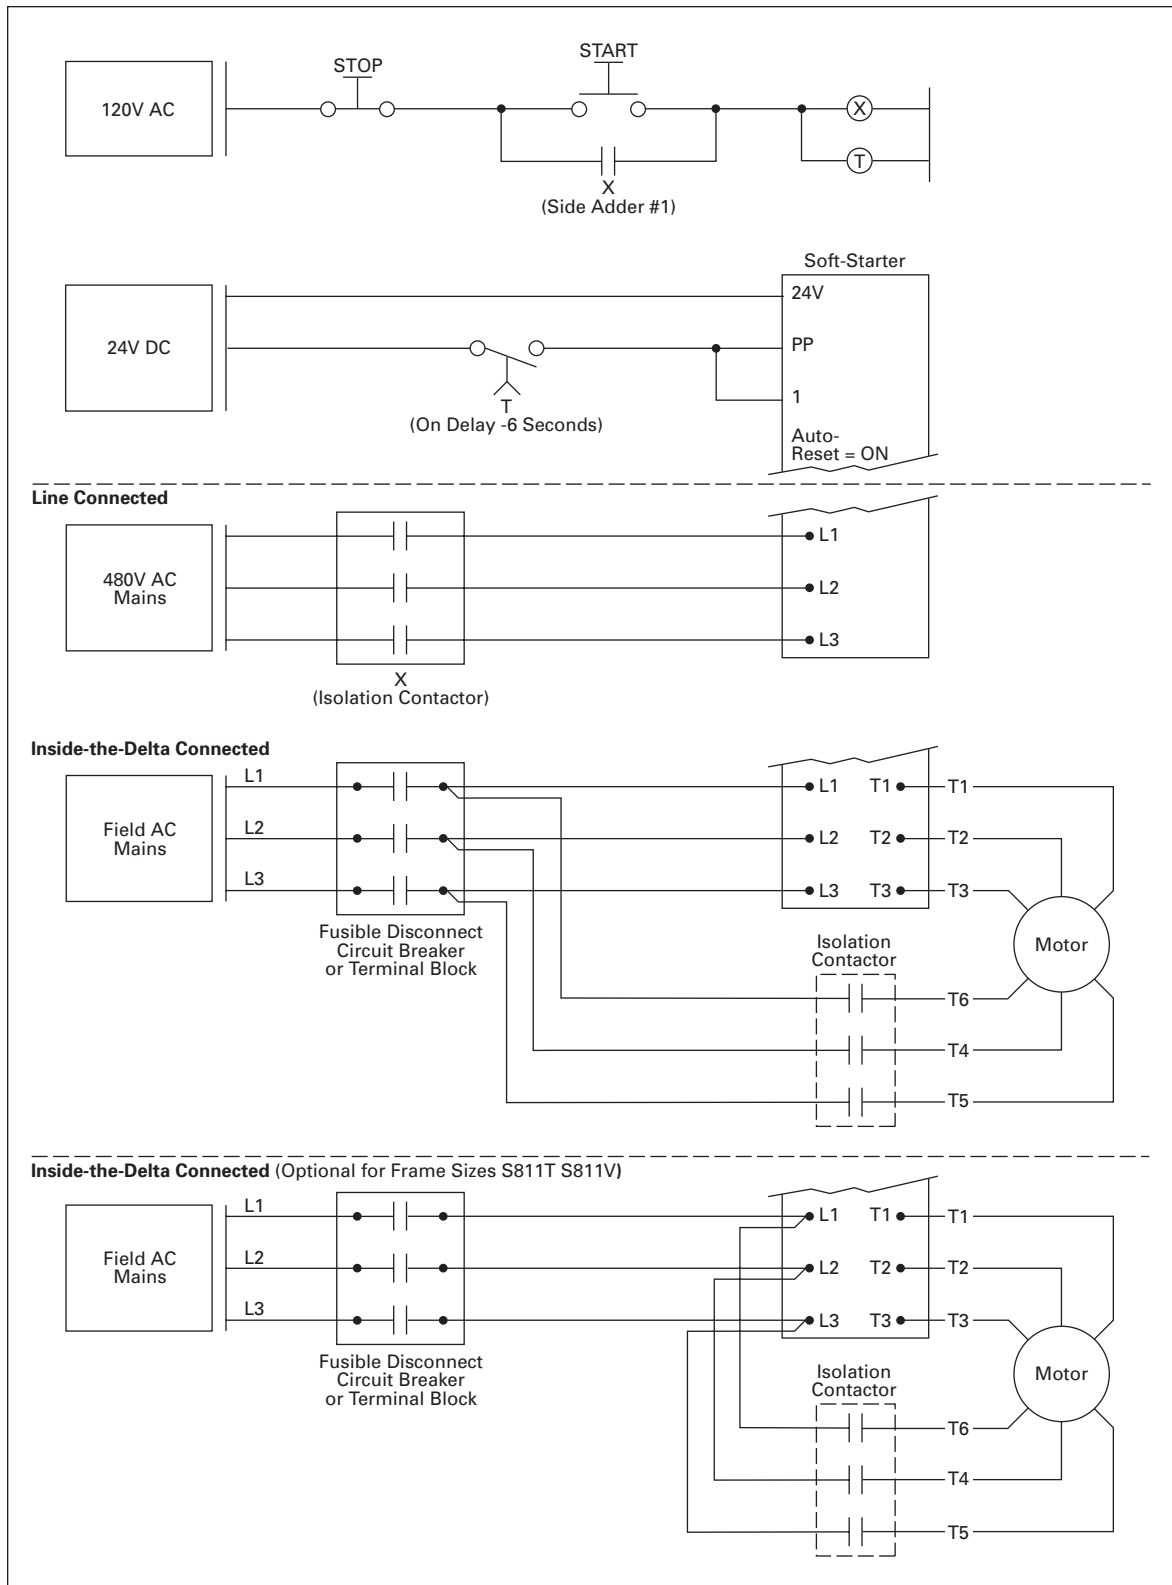 STOP
START
120V AC
X
T
X
(Side Adder #1)
Soft-Starter
24V
24V DC
PP
1
T
(On Delay -6 Seconds)
Auto-
Reset = ON
Line Connected
480V AC
Mains
L1
L2
L3
X
(Isolation Contactor)
Inside-the-Delta Connected
Field AC
Mains
L1
L2
L3
L1 T1 T1
L2 T2 T2
L3 T3 T3
Fusible Disconnect
Circuit Breaker
or Terminal Block
Isolation
Contactor
Motor
T6
T4
T5
Inside-the-Delta Connected (Optional for Frame Sizes S811T S811V)
Field AC
Mains
L1
L2
L3
L1 T1 T1
L2 T2 T2
L3 T3 T3
Fusible Disconnect
Circuit Breaker
or Terminal Block
Isolation
Contactor
Motor
T6
T4
T5